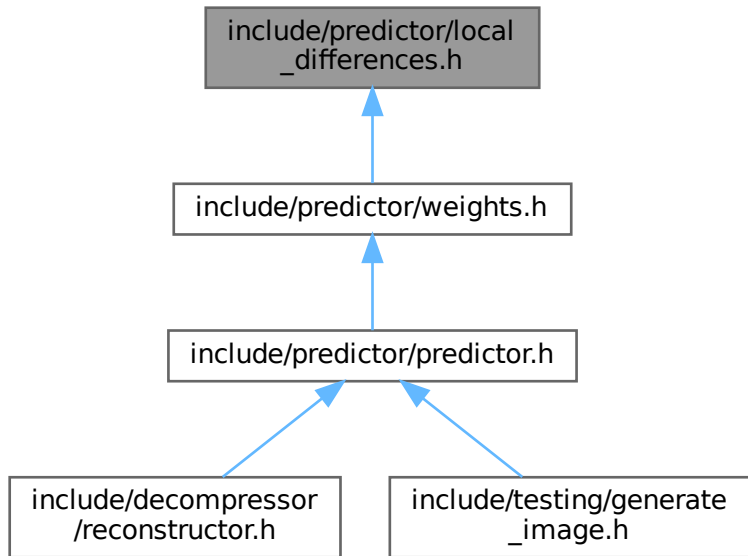 include/predictor/local
_differences.h
include/predictor/weights.h
include/predictor/predictor.h
include/decompressor
/reconstructor.h
include/testing/generate
_image.h